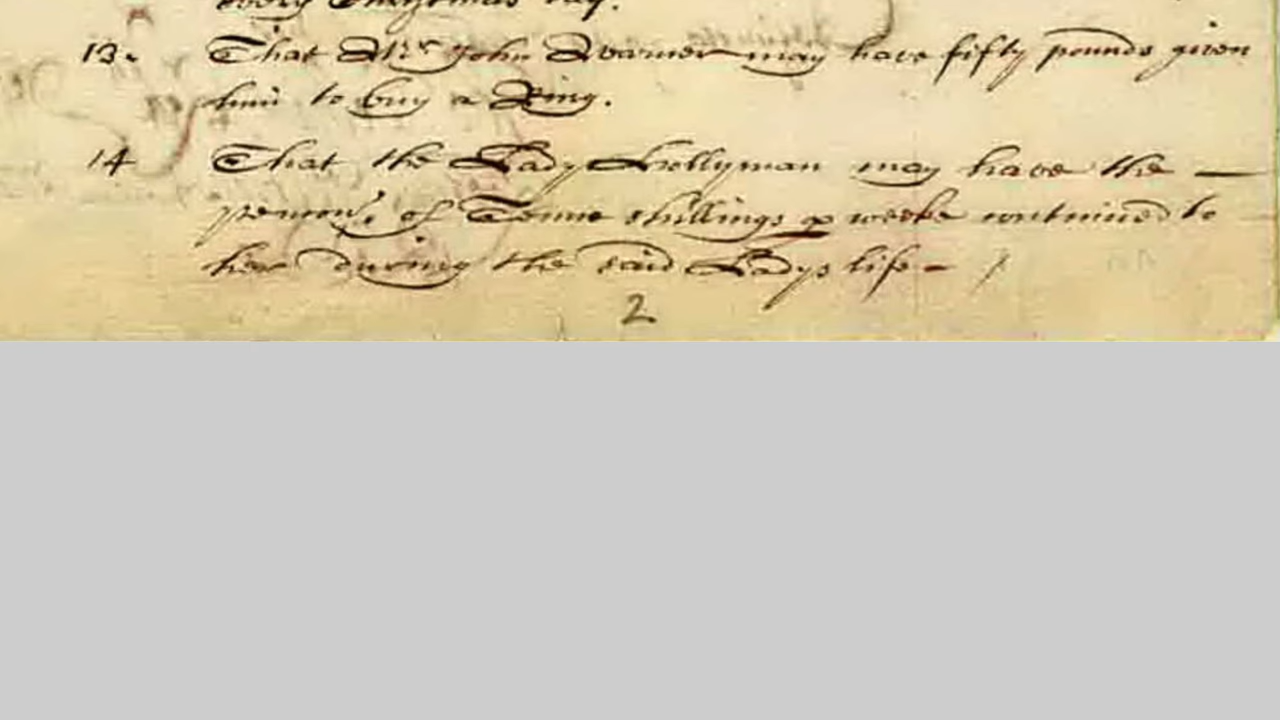 13. That Mr John Warner may have fifty pounds given
him to buy a Ring.
14 That the Lady Hollyman may have the —
pencon of Tenne shillings p weeke continued to
her during the said Ladys life –
2